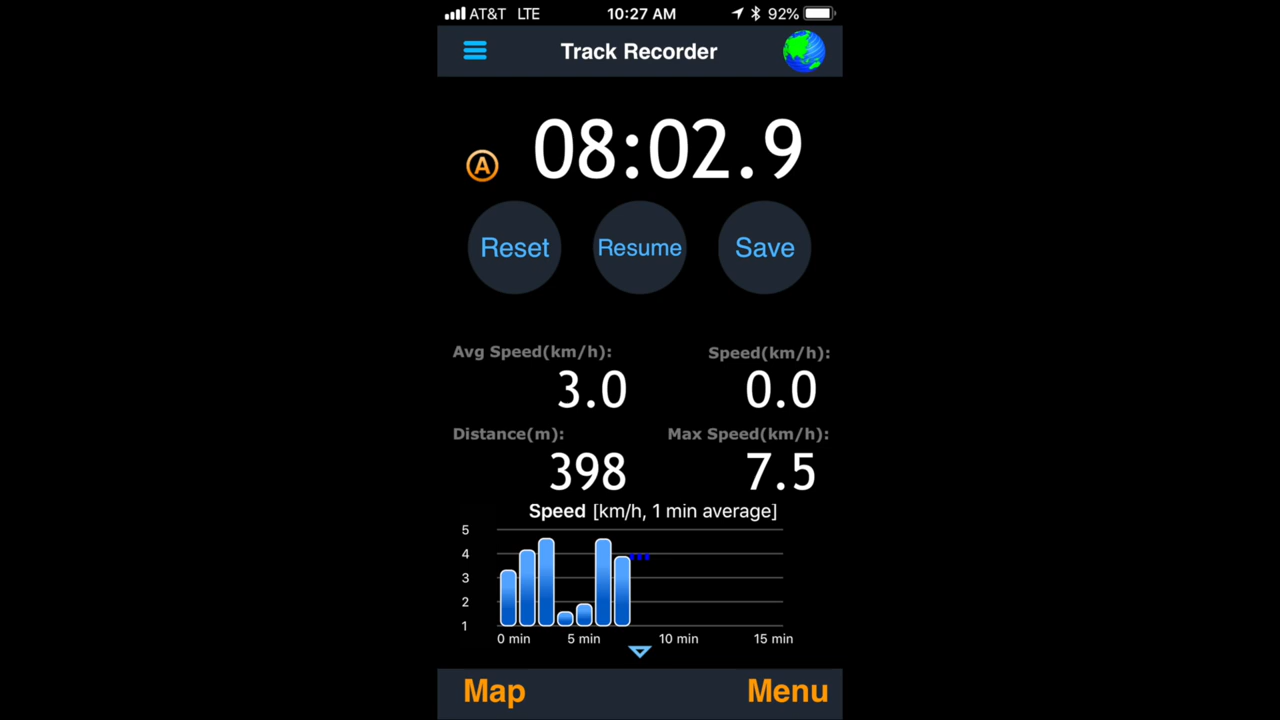 AT&T LTE 10:27 AM 92%
Track Recorder
A 08:02.9
Reset Resume Save
Avg Speed(km/h): Speed(km/h):
3.0 0.0
Distance(m): Max Speed(km/h):
398 7.5
Speed [km/h, 1 min average]
5
4
3
2
1
0 min 5 min 10 min 15 min
Map Menu